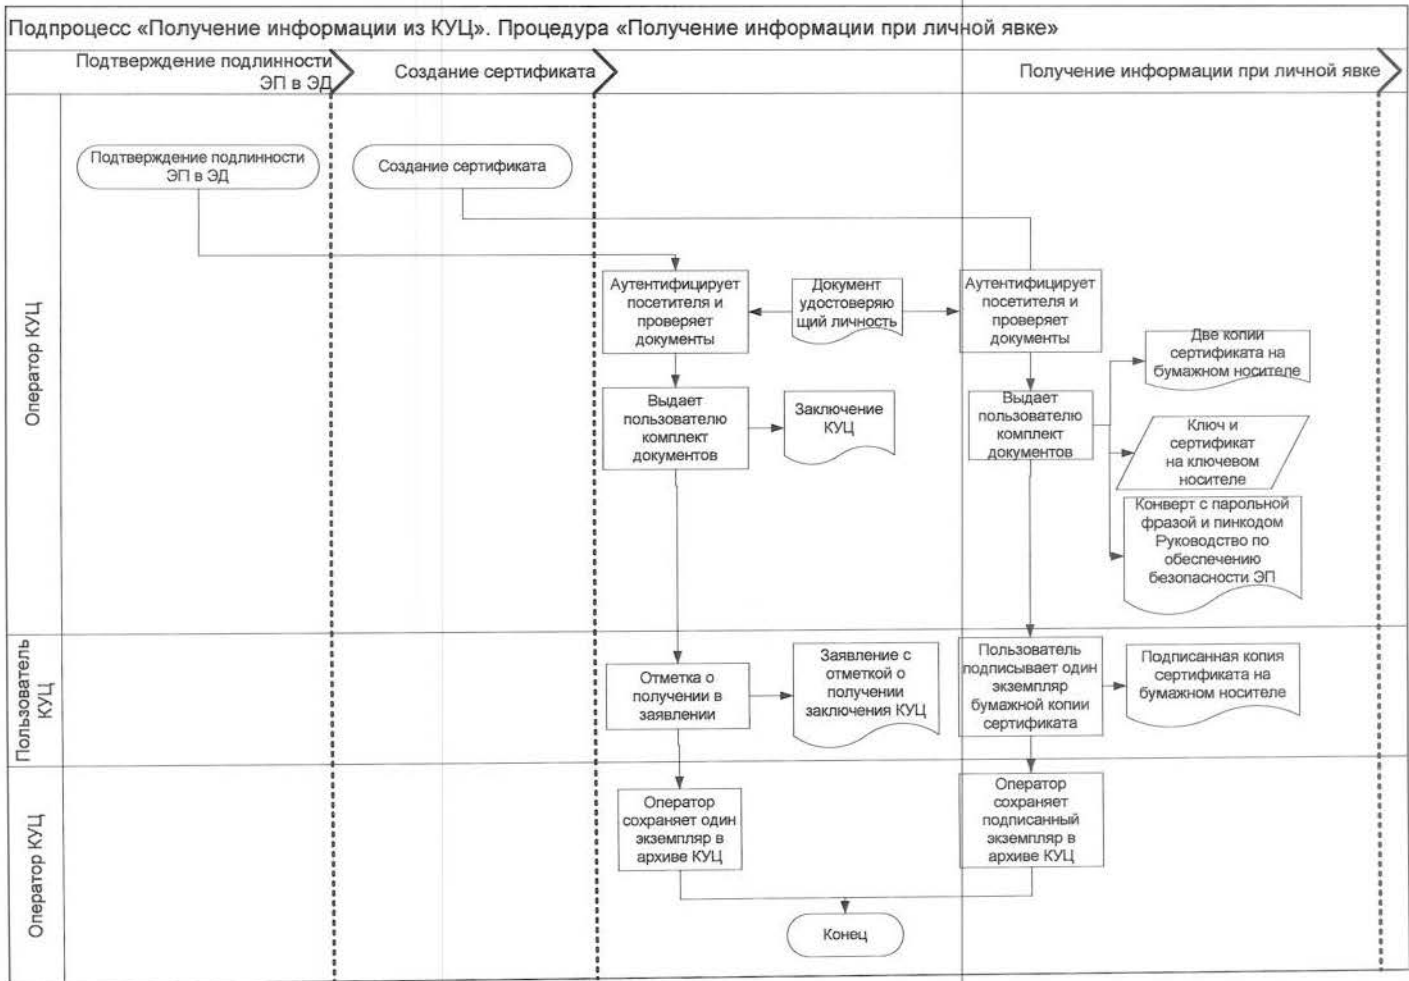 Подпроцесс «Получение информации из КУЦ». Процедура «Получение информации при личной явке»
Подтверждение подлинности
ЭП в ЭД
Создание сертификата
Получение информации при личной явке
Оператор КУЦ
Подтверждение подлинности
ЭП в ЭД
Создание сертификата
Аутентифицирует
посетителя и
проверяет
документы
Документ
удостоверяю
щий личность
Аутентифицирует
посетителя и
проверяет
документы
Две копии
сертификата на
бумажном носителе
Выдает
пользователю
комплект
документов
Заключение
КУЦ
Выдает
пользователю
комплект
документов
Ключ и
сертификат
на ключевом
носителе
Конверт с парольной
фразой и пинкодом
Руководство по
обеспечению
безопасности ЭП
Пользователь
КУЦ
Отметка о
получении в
заявлении
Заявление с
отметкой о
получении
заключения КУЦ
Пользователь
подписывает один
экземпляр
бумажной копии
сертификата
Подписанная копия
сертификата на
бумажном носителе
Оператор КУЦ
Оператор
сохраняет один
экземпляр в
архиве КУЦ
Оператор
сохраняет
подписанный
экземпляр в
архиве КУЦ
Конец